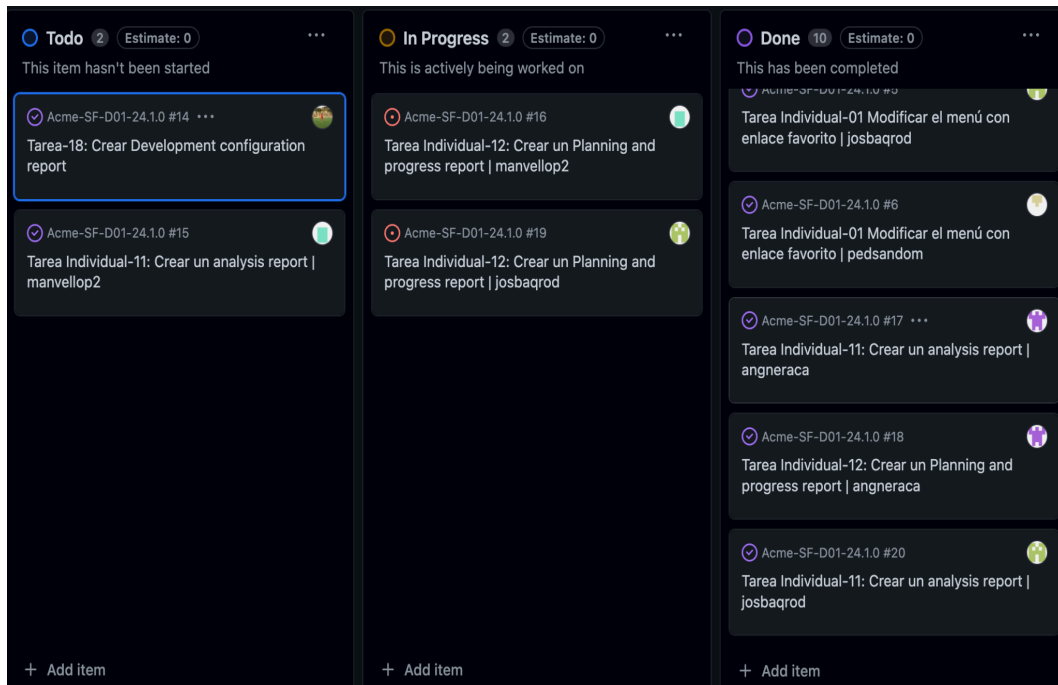 Todo 2 Estimate: 0 ...
This item hasn't been started
Acme-SF-D01-24.1.0 #14 ...
Tarea-18: Crear Development configuration
report
Acme-SF-D01-24.1.0 #15
Tarea Individual-11: Crear un analysis report |
manvellop2
+ Add item
In Progress 2 Estimate: 0 ...
This is actively being worked on
Acme-SF-D01-24.1.0 #16
Tarea Individual-12: Crear un Planning and
progress report | manvellop2
Acme-SF-D01-24.1.0 #19
Tarea Individual-12: Crear un Planning and
progress report | josbaqrod
+ Add item
Done 10 Estimate: 0 ...
This has been completed
Acme-SF-D01-24.1.0 #5
Tarea Individual-01 Modificar el menú con
enlace favorito | josbaqrod
Acme-SF-D01-24.1.0 #6
Tarea Individual-01 Modificar el menú con
enlace favorito | pedsandom
Acme-SF-D01-24.1.0 #17 ...
Tarea Individual-11: Crear un analysis report |
angneraca
Acme-SF-D01-24.1.0 #18
Tarea Individual-12: Crear un Planning and
progress report | angneraca
Acme-SF-D01-24.1.0 #20
Tarea Individual-11: Crear un analysis report |
josbaqrod
+ Add item